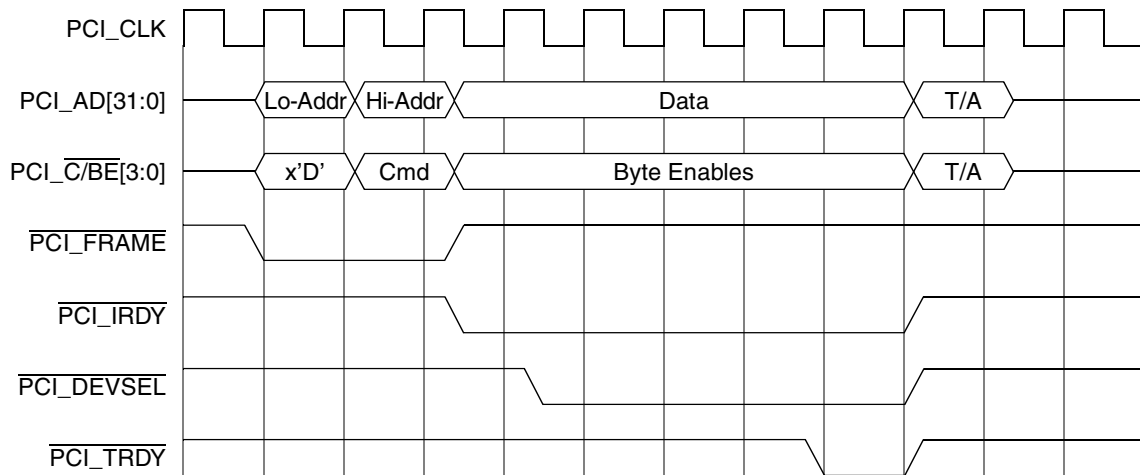 PCI_CLK
PCI_AD[31:0] Lo-Addr Hi-Addr Data T/A
PCI_C/BE[3:0] x'D' Cmd Byte Enables T/A
PCI_FRAME
PCI_IRDY
PCI_DEVSEL
PCI_TRDY